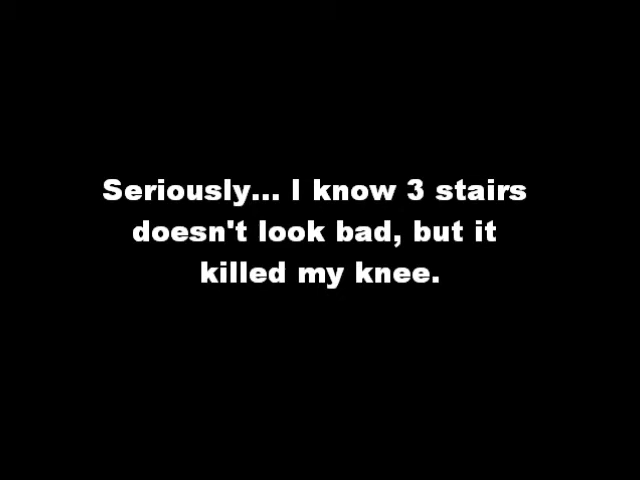 Seriously... I know 3 stairs
doesn't look bad, but it
killed my knee.